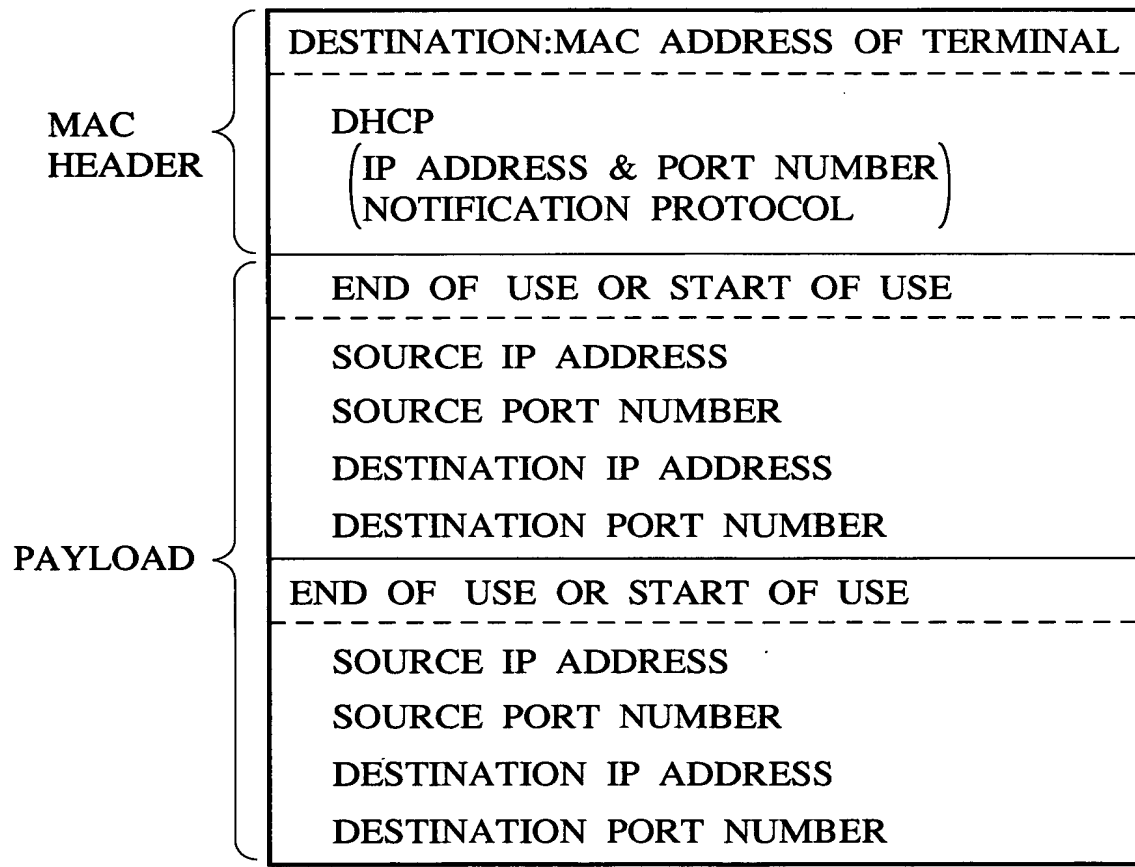 DESTINATION:MAC ADDRESS OF TERMINAL
MAC
HEADER
DHCP
(IP ADDRESS & PORT NUMBER
NOTIFICATION PROTOCOL)
END OF USE OR START OF USE
SOURCE IP ADDRESS
SOURCE PORT NUMBER
DESTINATION IP ADDRESS
DESTINATION PORT NUMBER
PAYLOAD
END OF USE OR START OF USE
SOURCE IP ADDRESS
SOURCE PORT NUMBER
DESTINATION IP ADDRESS
DESTINATION PORT NUMBER